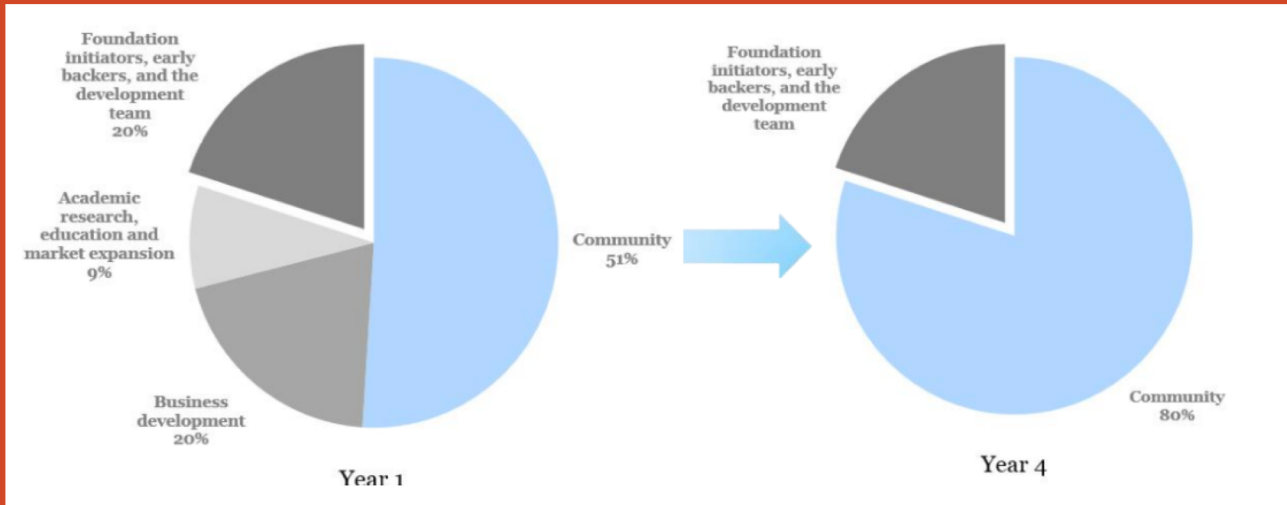 Foundation
initiators, early
backers, and the
development
team
20%
Academic
research,
education and
market expansion
9%
Business
development
20%
Community
51%
Year 1
Foundation
initiators, early
backers, and the
development
team
Community
80%
Year 4